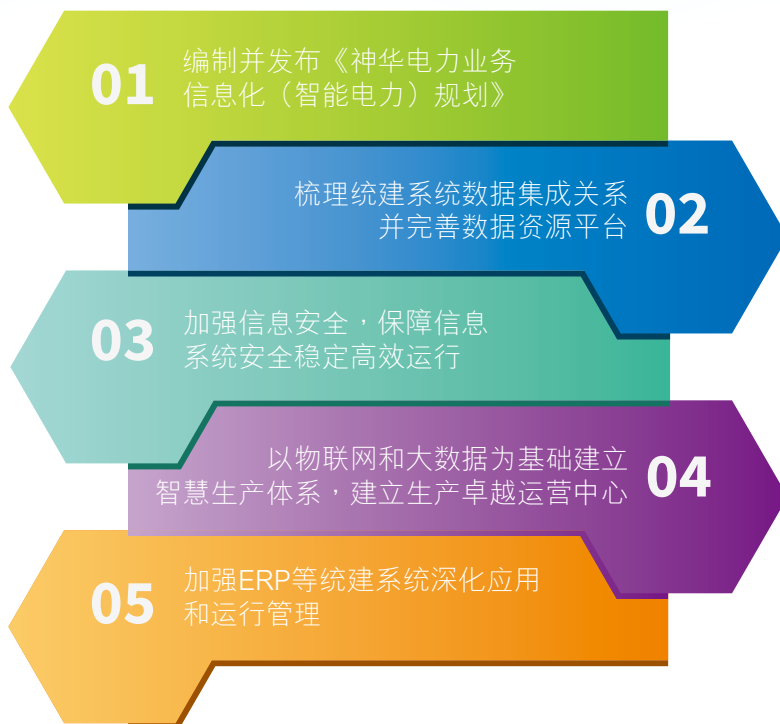 01
编制并发布《神华电力业务
信息化（智能电力）规划》
梳理统建系统数据集成关系
并完善数据资源平台
02
03
加强信息安全，保障信息
系统安全稳定高效运行
以物联网和大数据为基础建立
智慧生产体系，建立生产卓越运营中心
04
05
加强ERP等统建系统深化应用
和运行管理